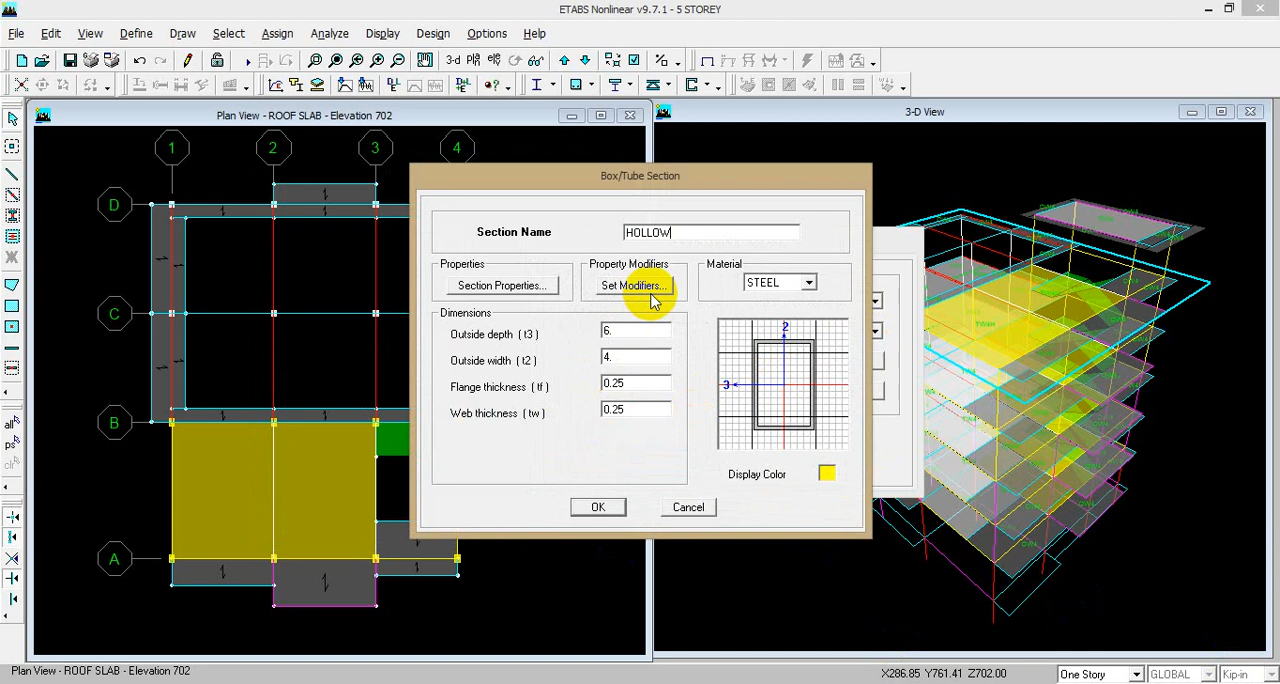 ETABS Nonlinear v9.7.1 - 5 STOREY
File Edit View Define Draw Select Assign Analyze Display Design Options Help
3-d
Plan View - ROOF SLAB - Elevation 702
3-D View
1 2 3 4
D
C
B
A
Box/Tube Section
Section Name HOLLOW
Properties
Section Properties...
Property Modifiers
Set Modifiers...
Material
STEEL
Dimensions
Outside depth ( t3 ) 6.
Outside width ( t2 ) 4.
Flange thickness ( tf ) 0.25
Web thickness ( tw ) 0.25
2
3
Display Color
OK Cancel
all
ps
clr
Plan View - ROOF SLAB - Elevation 702
X286.85 Y761.41 Z702.00
One Story
GLOBAL
Kip-in